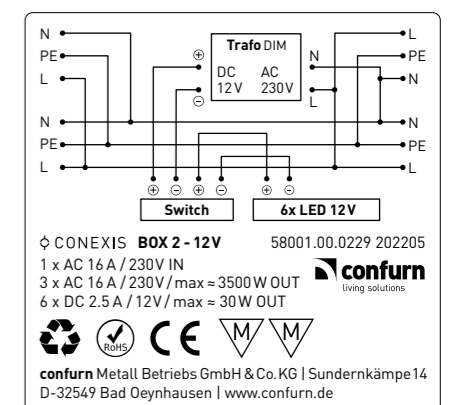 N L
PE Trafo DIM N PE
L DC AC N
12 V 230 V
⊕ ⊖ L
N N
PE PE
L L
⊕ ⊖ ⊕ ⊖ ⊕ ⊖
Switch 6x LED 12V
CONEXIS BOX 2 - 12V 58001.00.0229 202205
1 x AC 16 A / 230V IN
3 x AC 16 A / 230V / max ≈ 3500 W OUT
6 x DC 2.5 A / 12V / max ≈ 30W OUT
confurn
living solutions
RoHS CE M M
confurn Metall Betriebs GmbH & Co. KG | Sundernkämpe 14
D-32549 Bad Oeynhausen | www.confurn.de